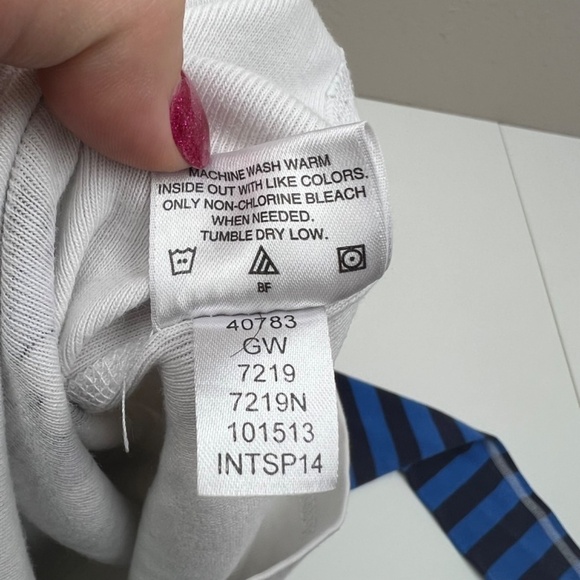 MACHINE WASH WARM
INSIDE OUT WITH LIKE COLORS.
ONLY NON-CHLORINE BLEACH
WHEN NEEDED.
TUMBLE DRY LOW.
BF
40783
GW
7219
7219N
101513
INTSP14